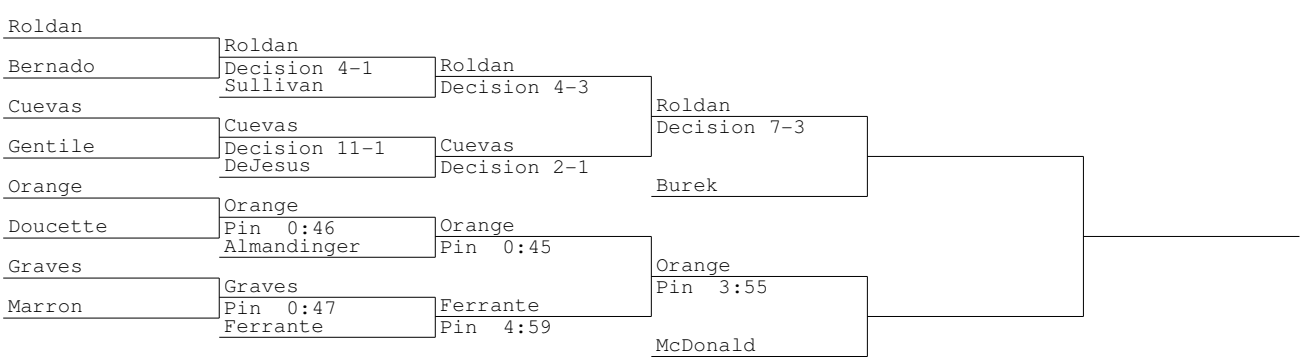 Roldan
Bernado
Cuevas
Gentile
Orange
Doucette
Graves
Marron
Roldan
Decision 4-1
Sullivan
Cuevas
Decision 11-1
DeJesus
Orange
Pin 0:46
Almandinger
Graves
Pin 0:47
Ferrante
Roldan
Decision 4-3
Cuevas
Decision 2-1
Orange
Pin 0:45
Ferrante
Pin 4:59
Roldan
Decision 7-3
Burek
Orange
Pin 3:55
McDonald